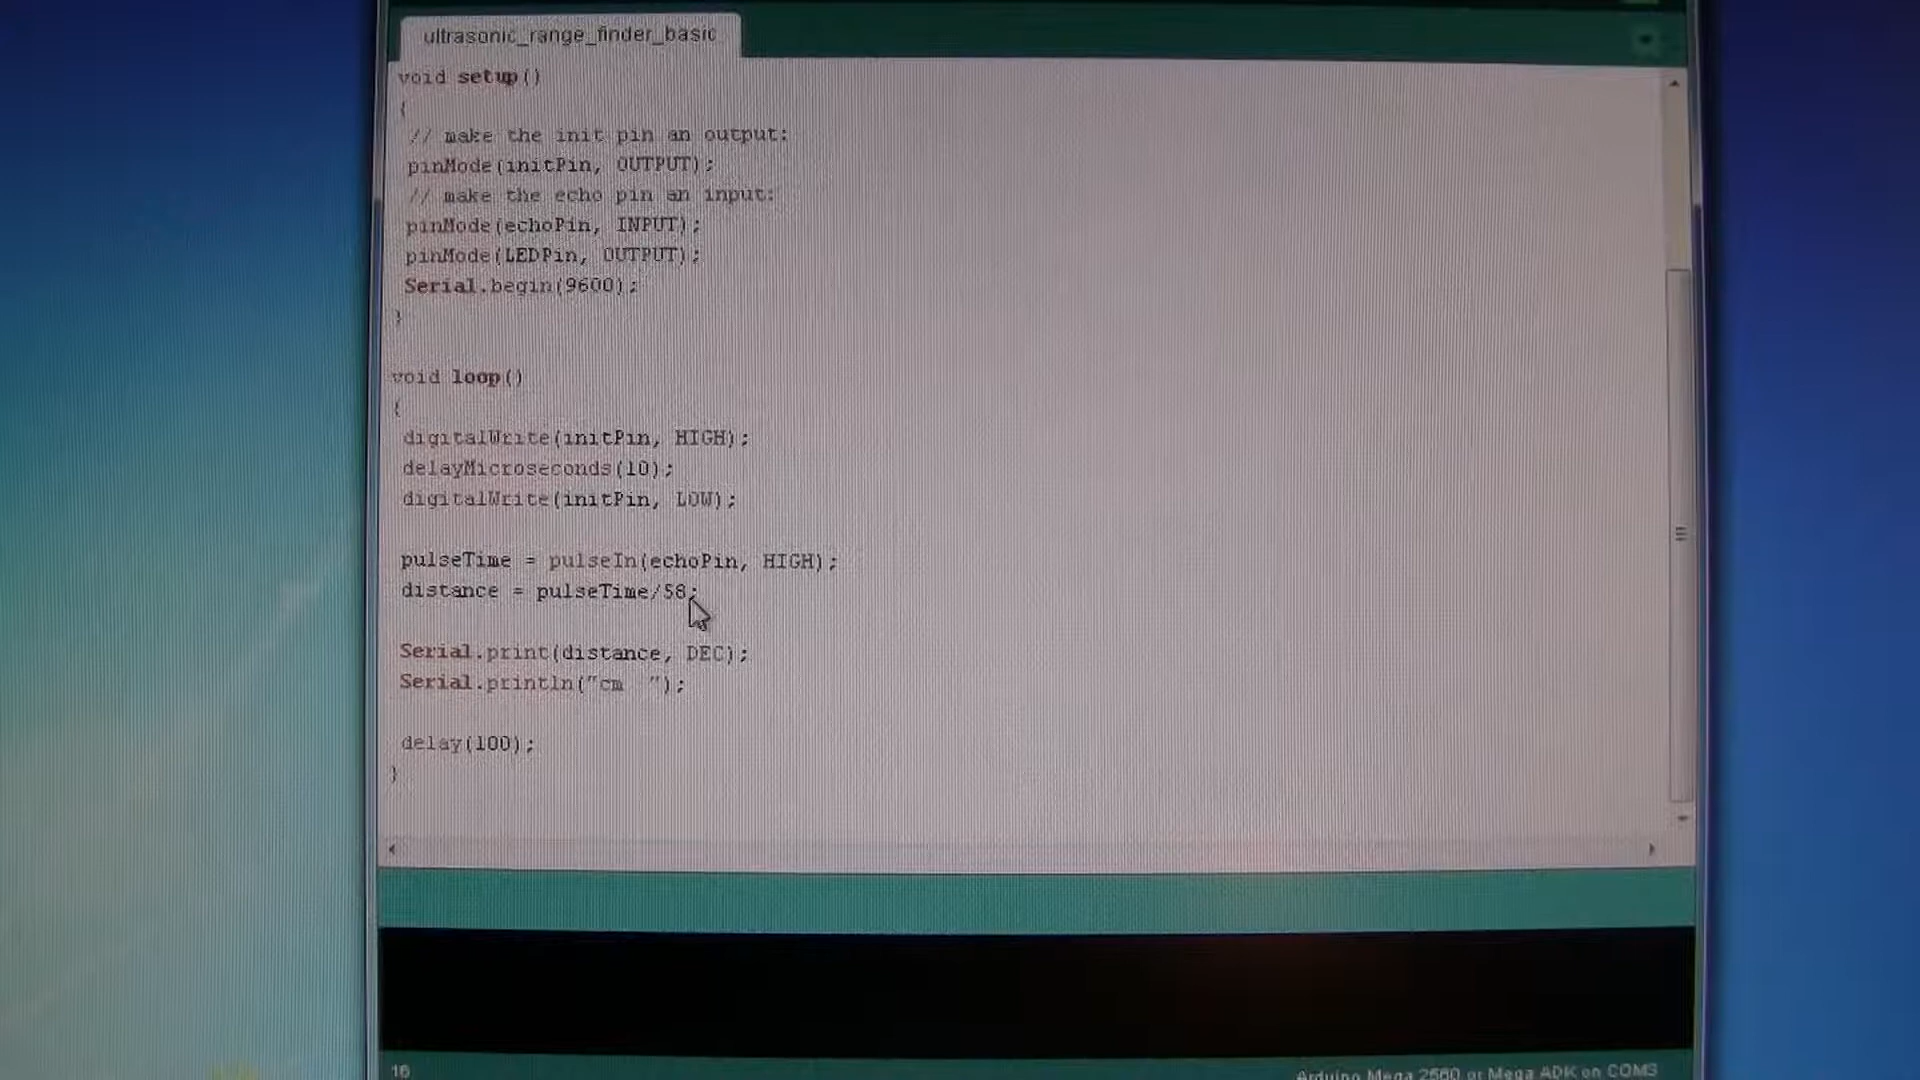 ultrasonic_range_finder_basic
void setup()
{
// make the init pin an output:
pinMode(initPin, OUTPUT);
// make the echo pin an input:
pinMode(echoPin, INPUT);
pinMode(LEDPin, OUTPUT);
Serial.begin(9600);
}
void loop()
{
digitalWrite(initPin, HIGH);
delayMicroseconds(10);
digitalWrite(initPin, LOW);
pulseTime = pulseIn(echoPin, HIGH);
distance = pulseTime/58;
Serial.print(distance, DEC);
Serial.println("cm  ");
delay(100);
}
16
Arduino Mega 2560 or Mega ADK on COM3